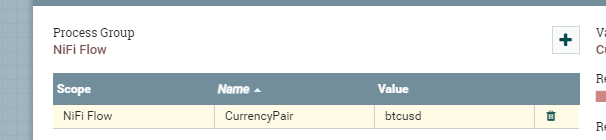 Process Group
NiFi Flow
Scope Name Value
NiFi Flow CurrencyPair btcusd